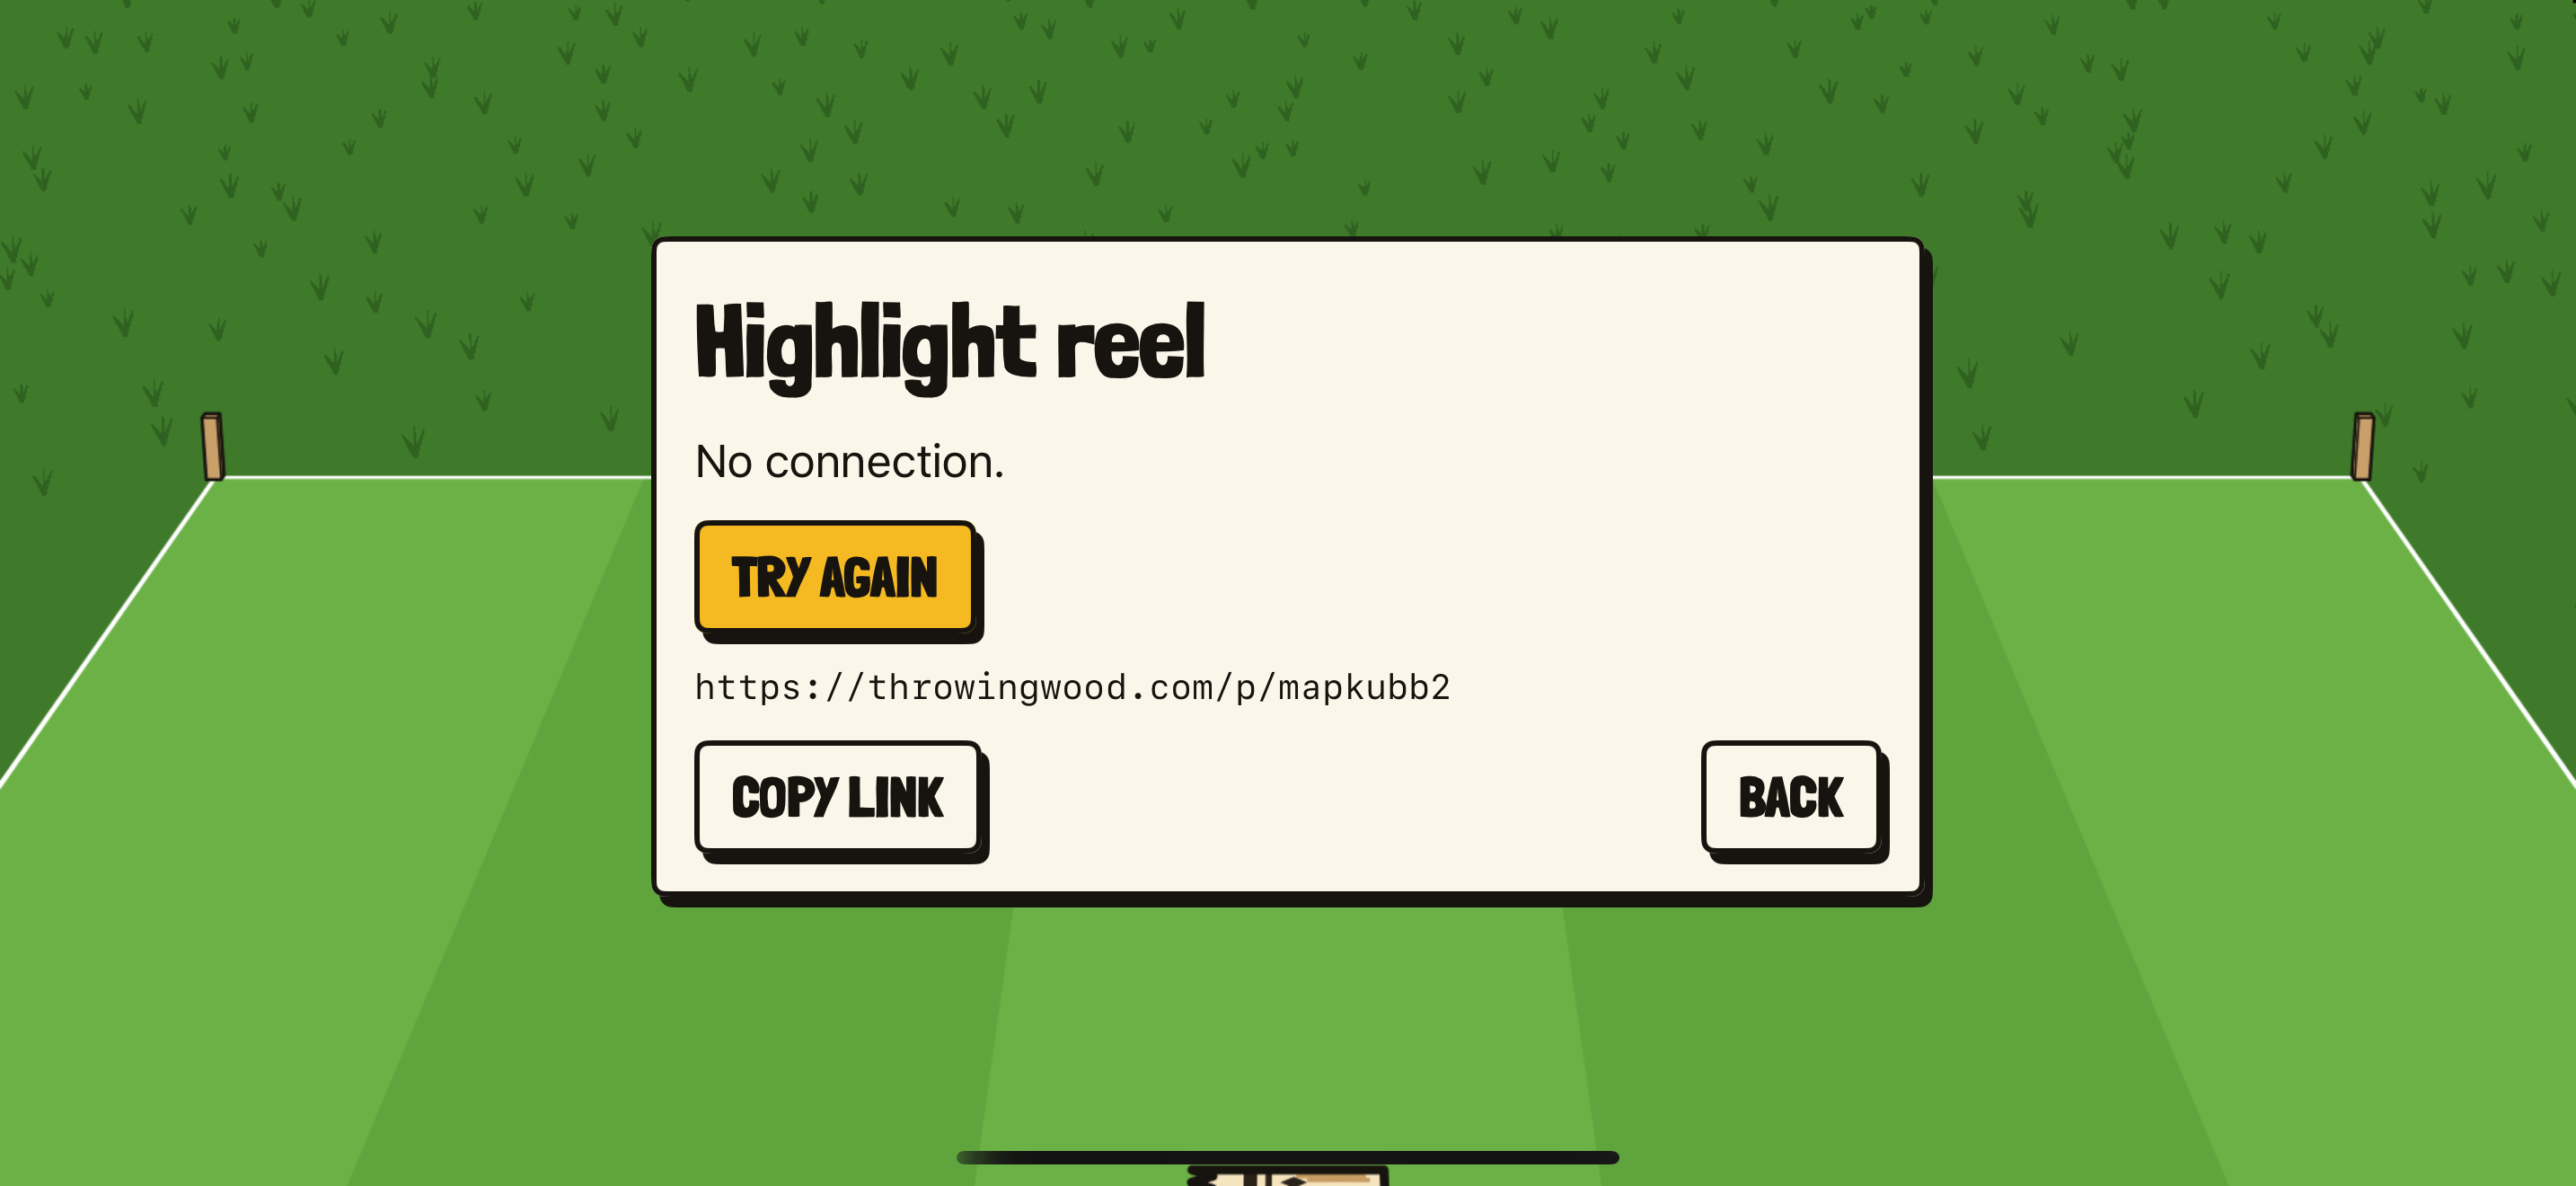 Highlight reel
No connection.
TRY AGAIN
https://throwingwood.com/p/mapkubb2
COPY LINK
BACK